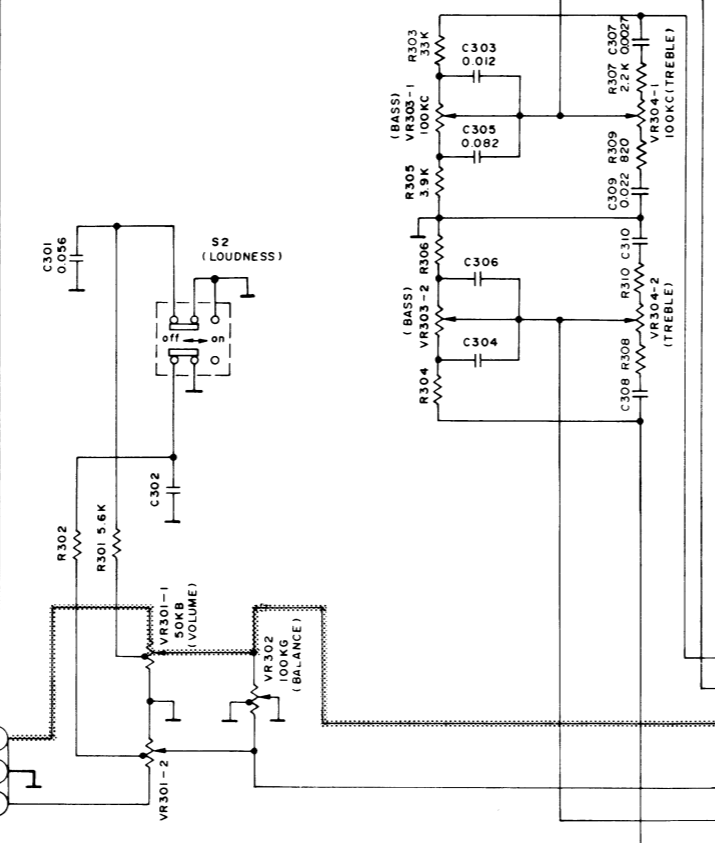 R303
33K
C303
0.012
C307
0.0027
R307
2.2K
(BASS)
VR303-1
100KC
C305
0.082
VR304-1
100KC(TREBLE)
R309
820
R305
3.9K
C309
0.022
C301
0.056
S2
(LOUDNESS)
R306
C306
C310
R310
(BASS)
VR303-2
VR304-2
(TREBLE)
off
on
C304
R308
R304
C308
C302
R302
R301 5.6K
VR301-1
50KB
(VOLUME)
VR302
100KG
(BALANCE)
VR301-2